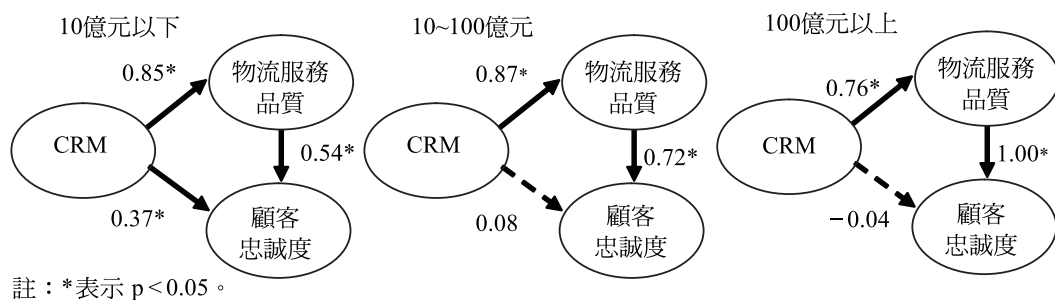 10億元以下
0.85*
物流服務
品質
CRM
0.54*
0.37*
顧客
忠誠度
10~100億元
0.87*
物流服務
品質
CRM
0.72*
0.08
顧客
忠誠度
100億元以上
0.76*
物流服務
品質
CRM
1.00*
−0.04
顧客
忠誠度
註：*表示 p<0.05。